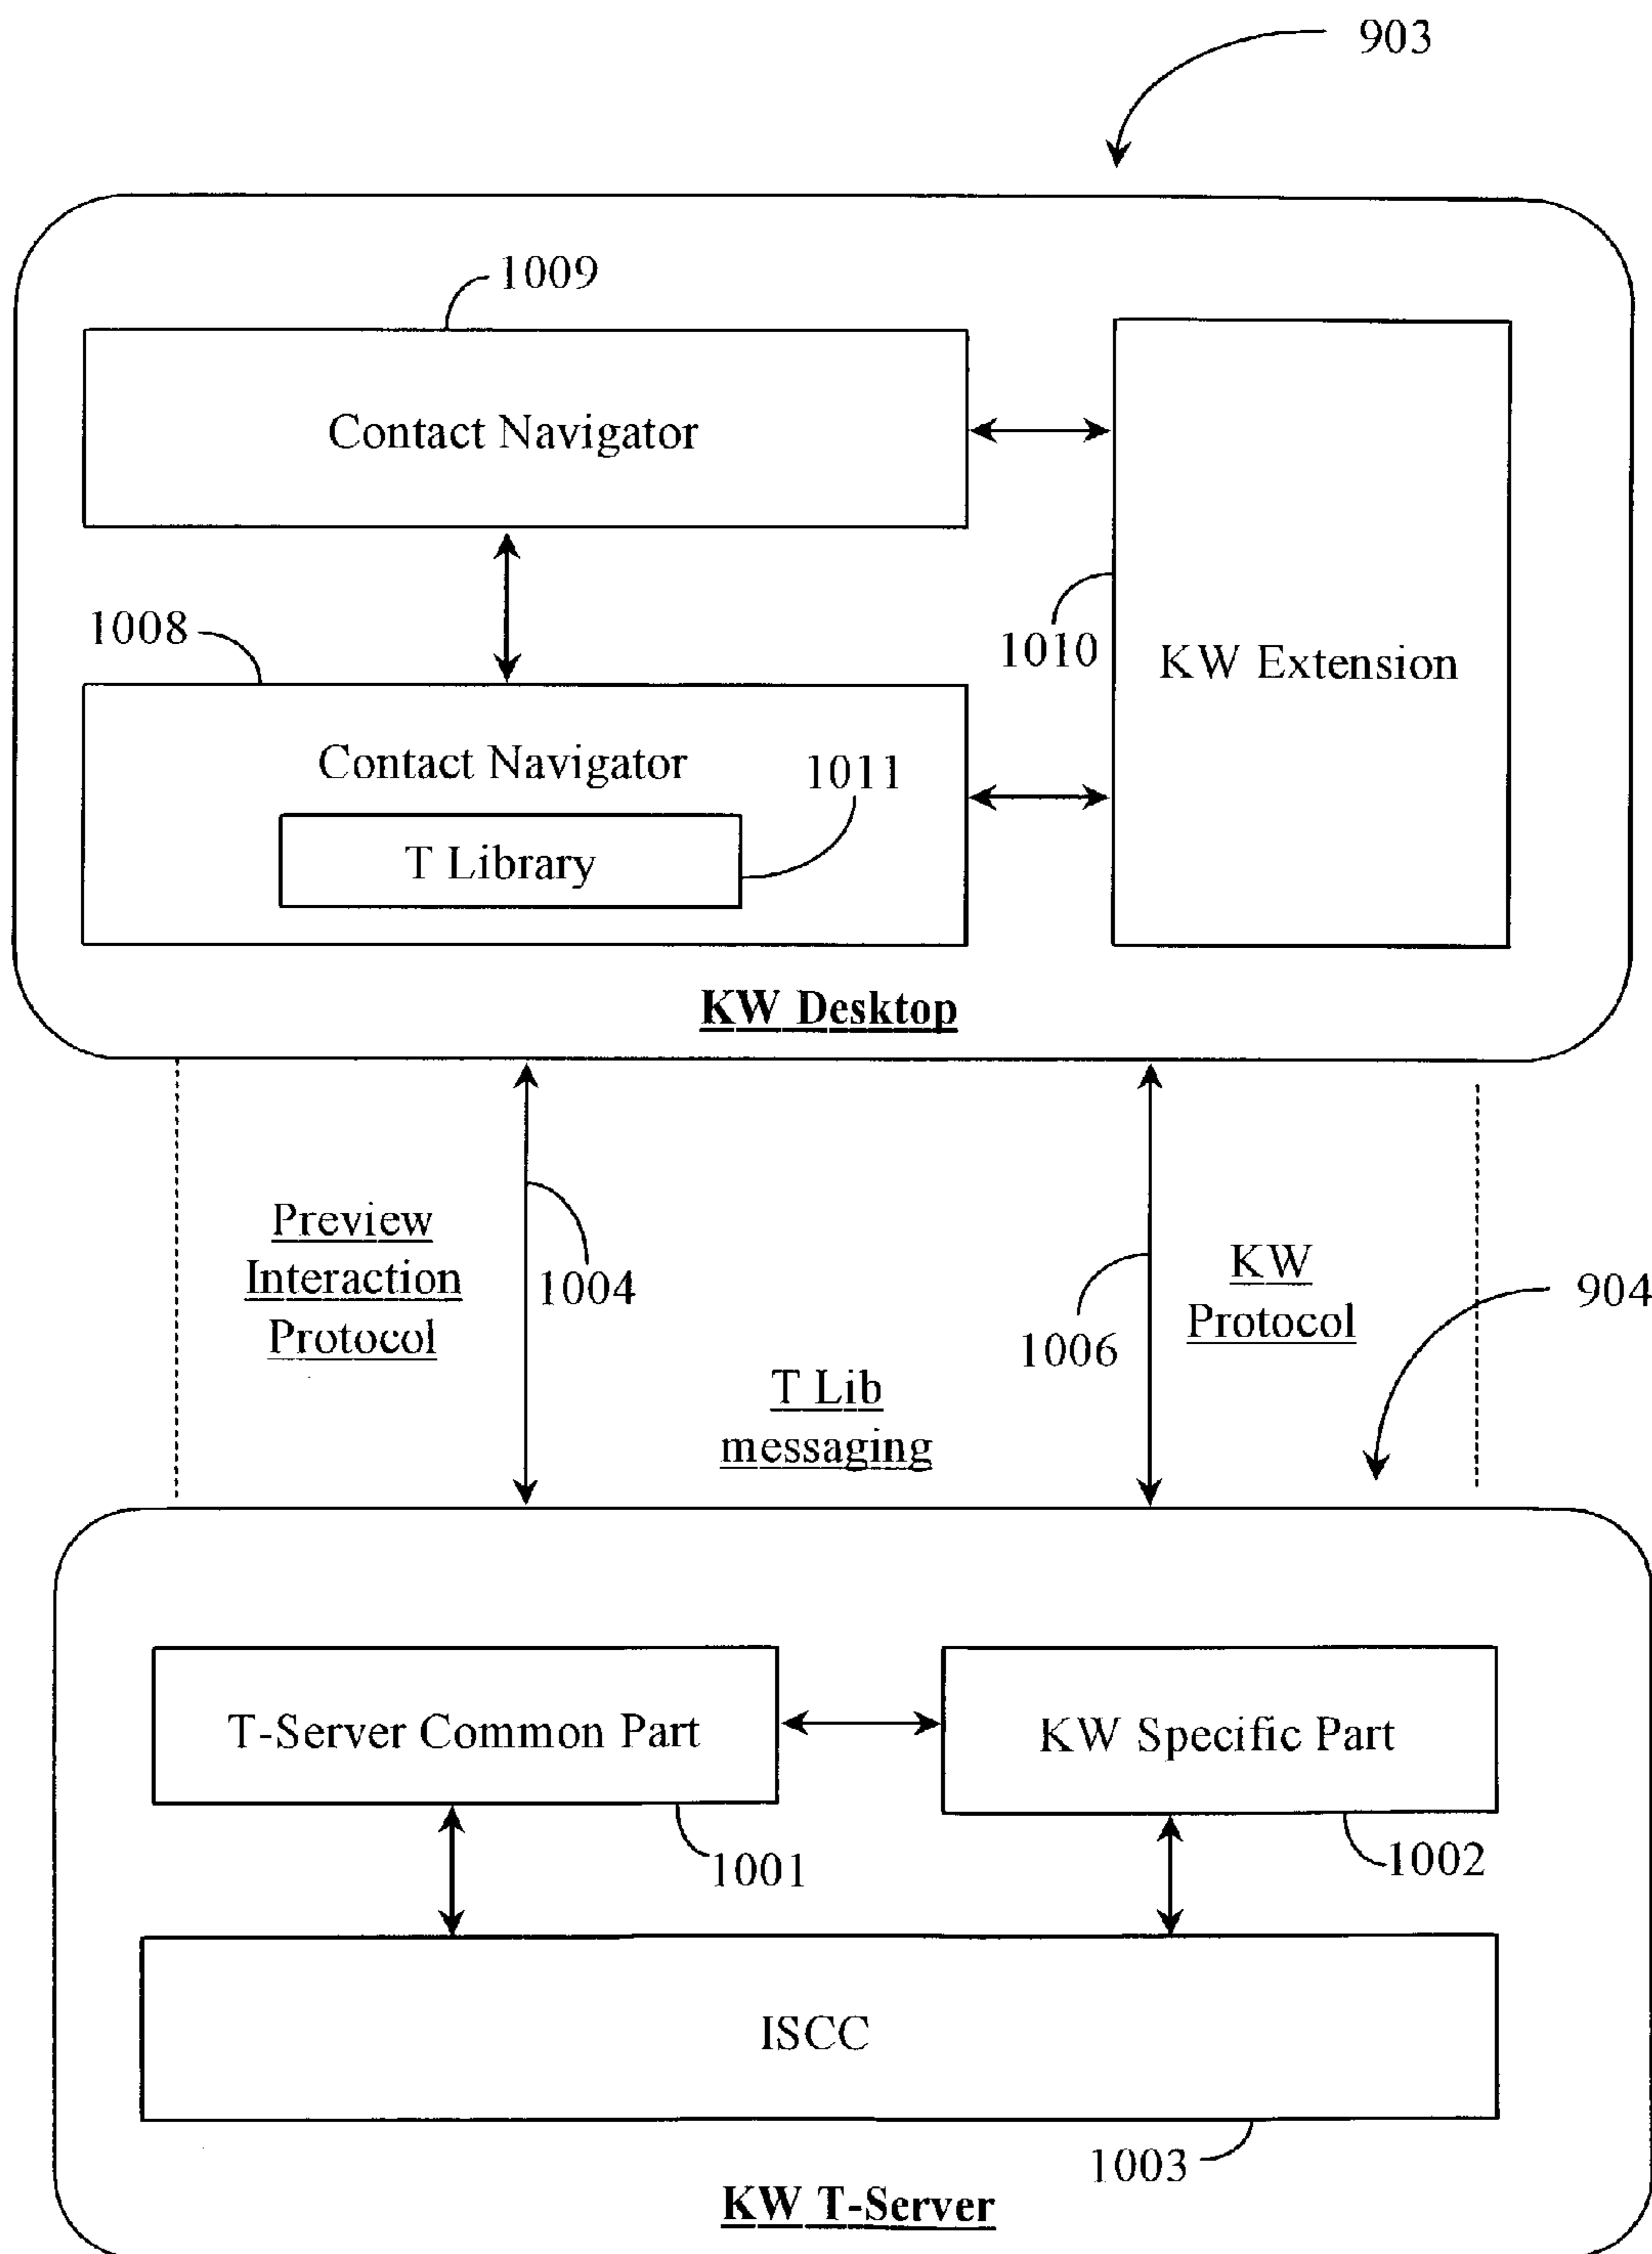 903
1009
Contact Navigator
1008
1010
KW Extension
Contact Navigator
1011
T Library
KW Desktop
Preview
Interaction
Protocol
1004
KW
Protocol
1006
904
T Lib
messaging
T-Server Common Part
KW Specific Part
1001
1002
ISCC
1003
KW T-Server